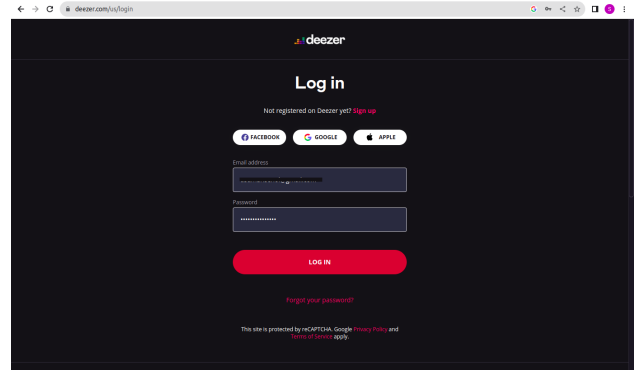 deezer.com/us/login
S
deezer
Log in
Not registered on Deezer yet? Sign up
FACEBOOK
GOOGLE
APPLE
Email address
Password
LOG IN
Forgot your password?
This site is protected by reCAPTCHA. Google Privacy Policy and
Terms of Service apply.